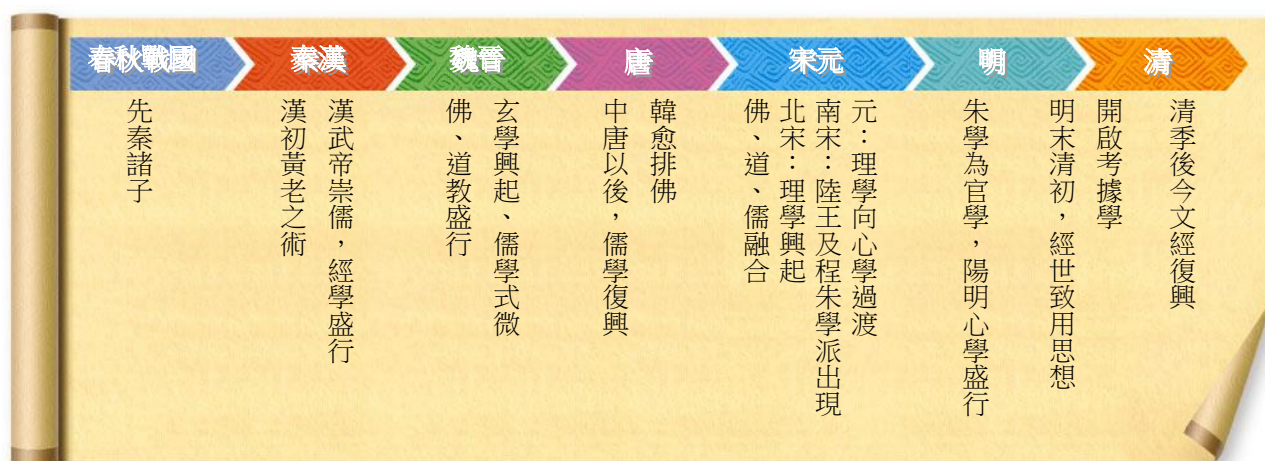 春秋戰國
秦漢
魏晉
唐
宋元
明
清
先秦諸子
漢初黃老之術
漢武帝崇儒，經學盛行
佛、道教盛行
玄學興起、儒學式微
中唐以後，儒學復興
韓愈排佛
佛、道、儒融合
北宋：理學興起
南宋：陸王及程朱學派出現
元：理學向心學過渡
朱學為官學，陽明心學盛行
明末清初，經世致用思想
開啟考據學
清季後今文經復興